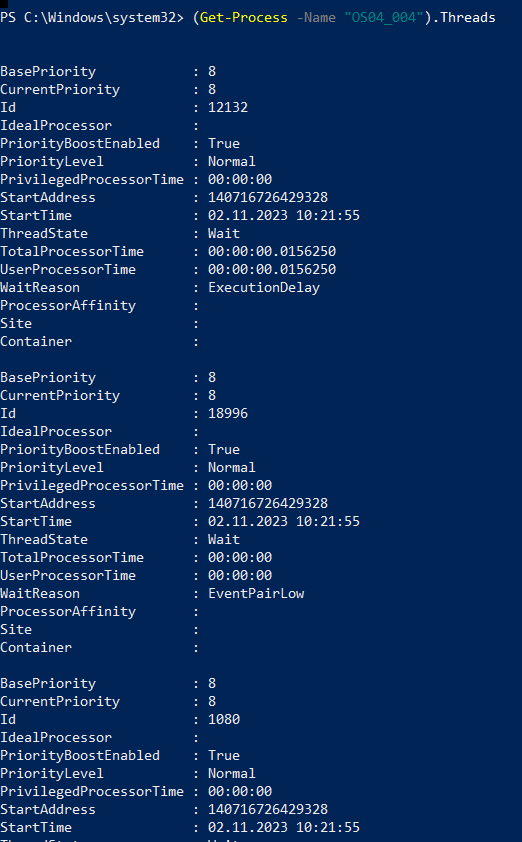 PS C:\Windows\system32> (Get-Process -Name "OS04_004").Threads
BasePriority : 8
CurrentPriority : 8
Id : 12132
IdealProcessor :
PriorityBoostEnabled : True
PriorityLevel : Normal
PrivilegedProcessorTime : 00:00:00
StartAddress : 140716726429328
StartTime : 02.11.2023 10:21:55
ThreadState : Wait
TotalProcessorTime : 00:00:00.0156250
UserProcessorTime : 00:00:00.0156250
WaitReason : ExecutionDelay
ProcessorAffinity :
Site :
Container :
BasePriority : 8
CurrentPriority : 8
Id : 18996
IdealProcessor :
PriorityBoostEnabled : True
PriorityLevel : Normal
PrivilegedProcessorTime : 00:00:00
StartAddress : 140716726429328
StartTime : 02.11.2023 10:21:55
ThreadState : Wait
TotalProcessorTime : 00:00:00
UserProcessorTime : 00:00:00
WaitReason : EventPairLow
ProcessorAffinity :
Site :
Container :
BasePriority : 8
CurrentPriority : 8
Id : 1080
IdealProcessor :
PriorityBoostEnabled : True
PriorityLevel : Normal
PrivilegedProcessorTime : 00:00:00
StartAddress : 140716726429328
StartTime : 02.11.2023 10:21:55